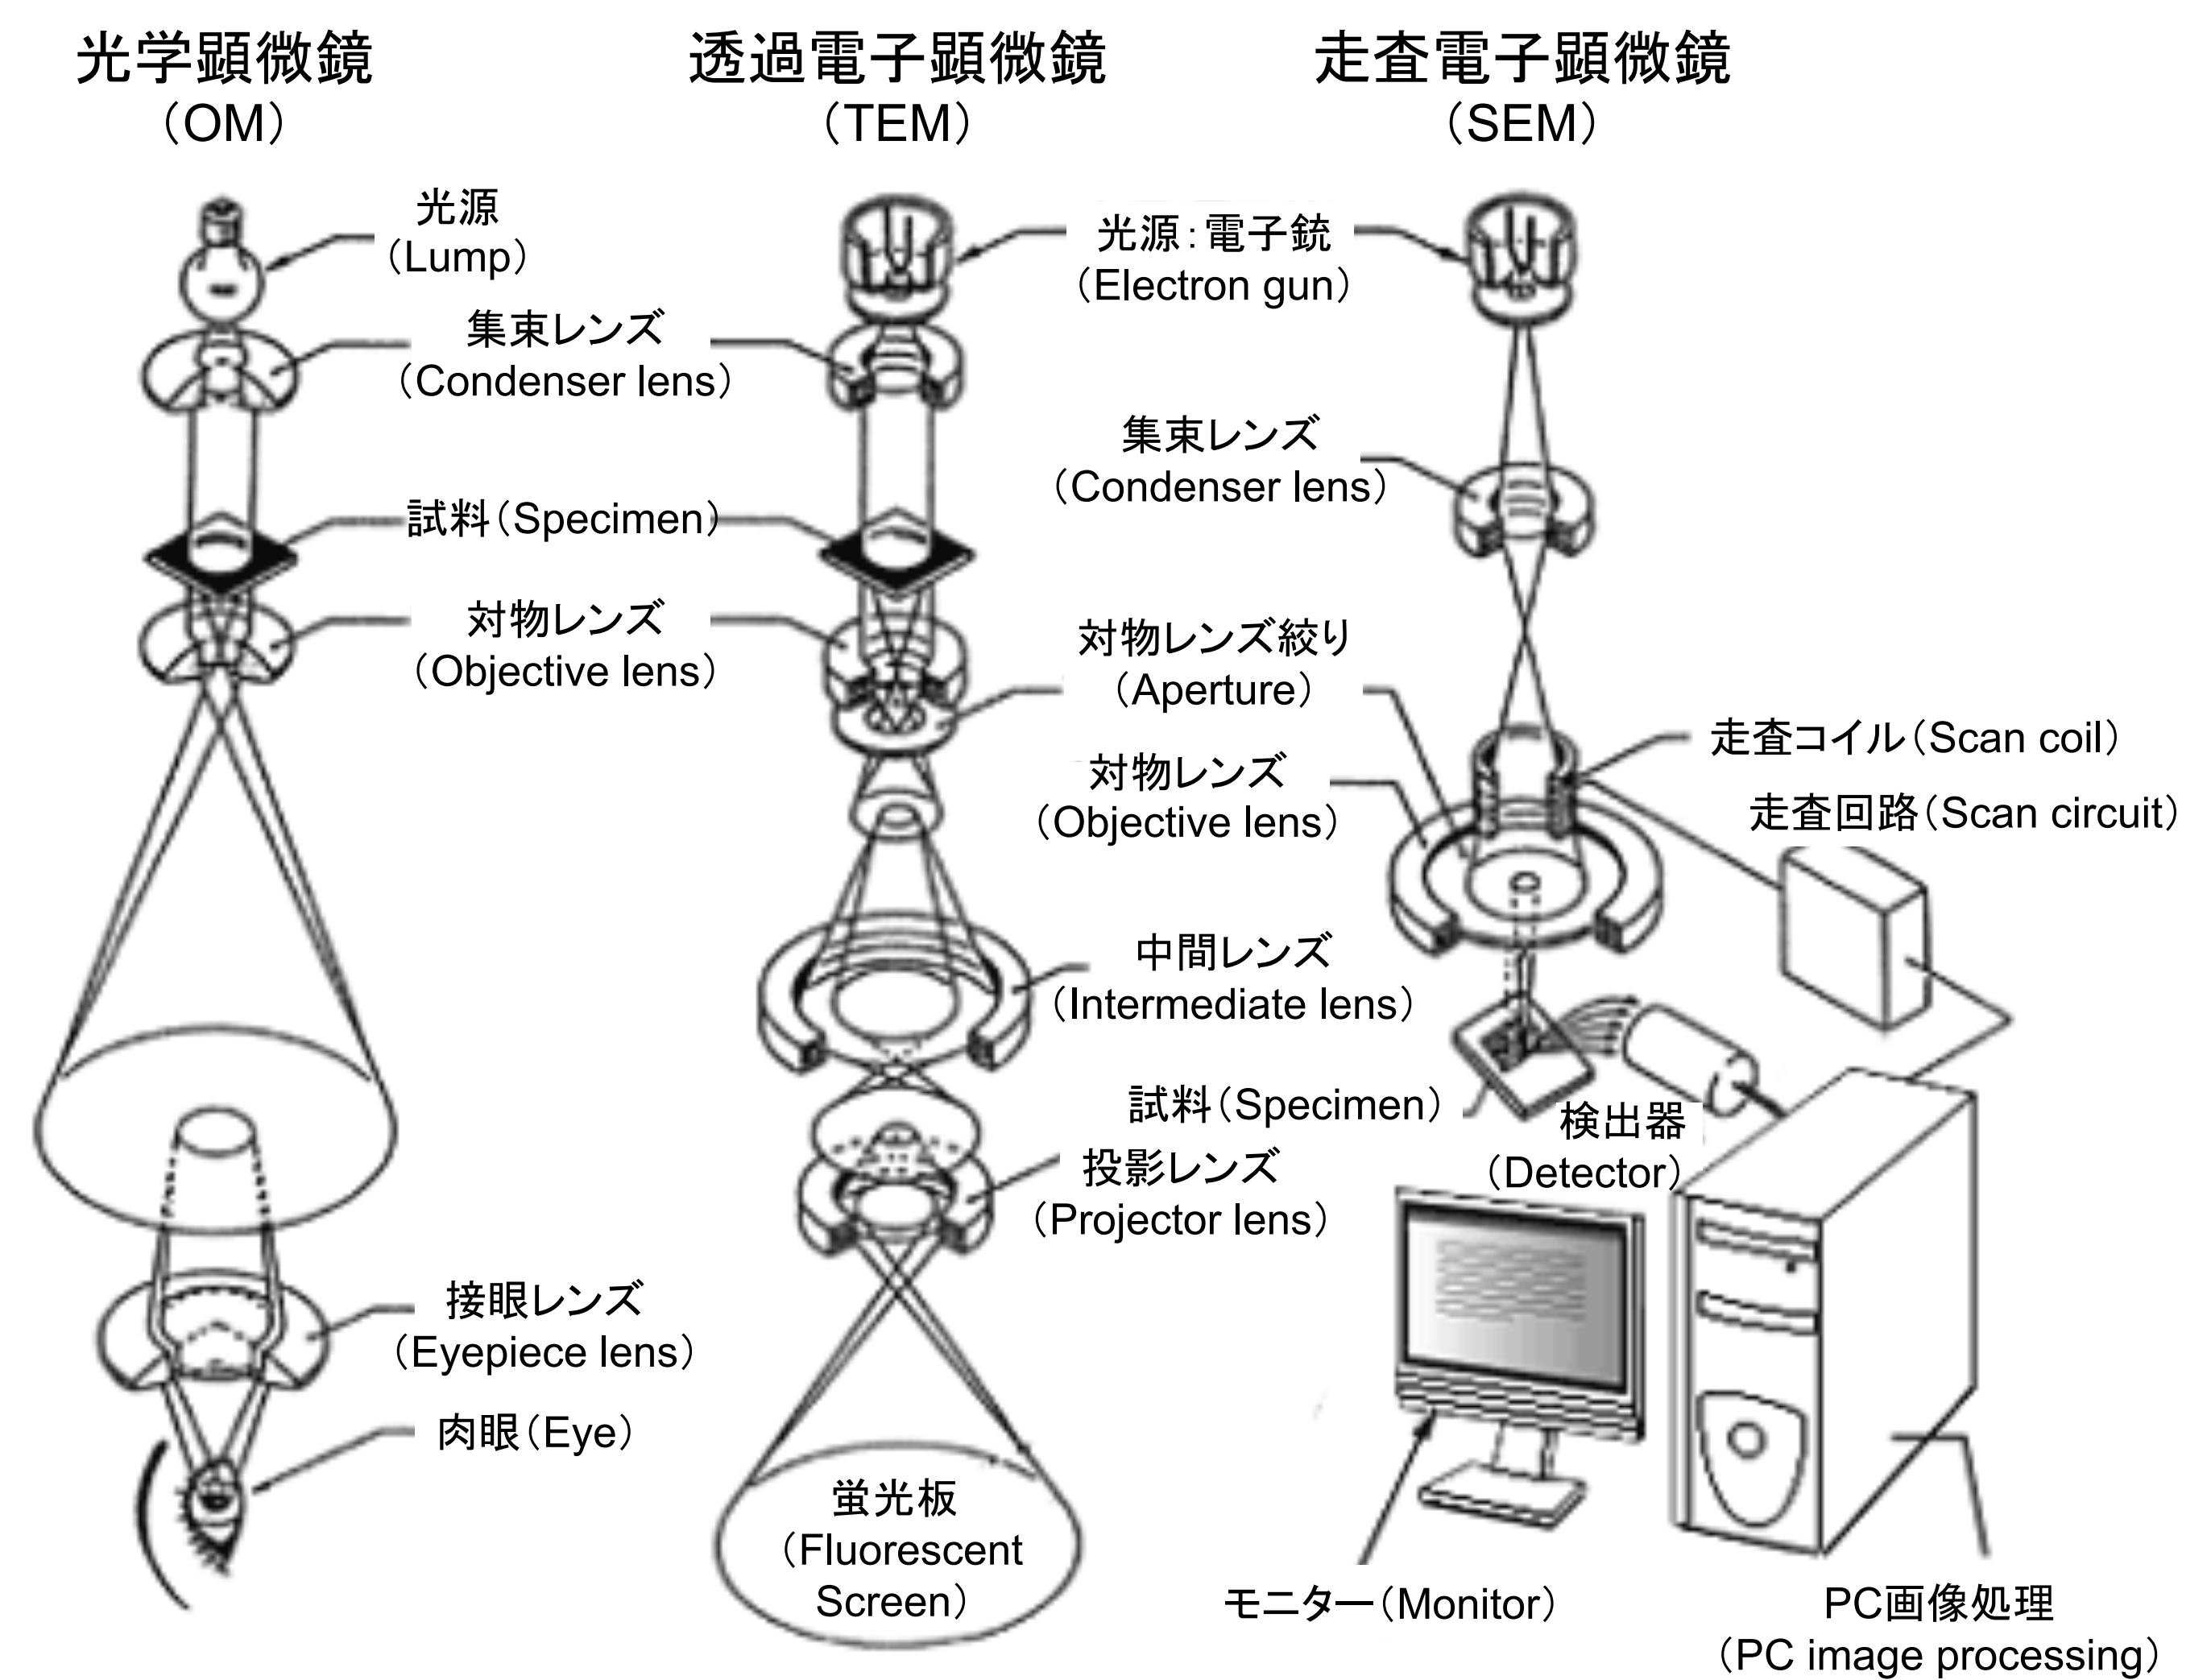 光学顕微鏡
（OM）
透過電子顕微鏡
（TEM）
走査電子顕微鏡
（SEM）
光源
（Lump）
光源：電子銃
（Electron gun）
集束レンズ
（Condenser lens）
集束レンズ
（Condenser lens）
試料（Specimen）
対物レンズ
（Objective lens）
対物レンズ絞り
（Aperture）
走査コイル（Scan coil）
対物レンズ
（Objective lens）
走査回路（Scan circuit）
中間レンズ
（Intermediate lens）
試料（Specimen）
検出器
（Detector）
投影レンズ
（Projector lens）
接眼レンズ
（Eyepiece lens）
肉眼（Eye）
蛍光板
（Fluorescent
Screen）
モニター（Monitor）
PC画像処理
（PC image processing）